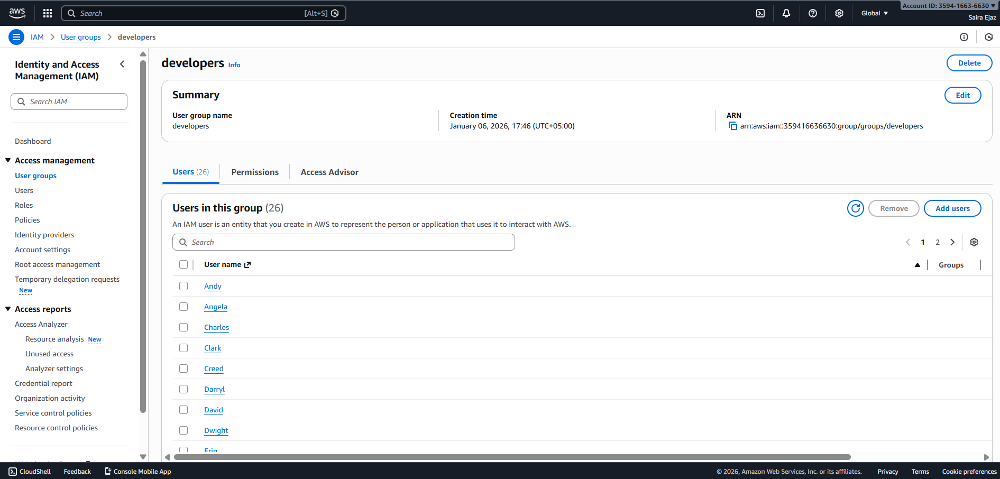 aws
Search [Alt+S]
Global
Account ID: 3594-1663-6630
Saira Ejaz
IAM > User groups > developers
Identity and Access Management (IAM)
Search IAM
Dashboard
Access management
User groups
Users
Roles
Policies
Identity providers
Account settings
Root access management
Temporary delegation requests
New
Access reports
Access Analyzer
Resource analysis New
Unused access
Analyzer settings
Credential report
Organization activity
Service control policies
Resource control policies
developers Info
Delete
Summary
Edit
User group name
developers
Creation time
January 06, 2026, 17:46 (UTC+05:00)
ARN
arn:aws:iam::359416636630:group/groups/developers
Users (26)
Permissions
Access Advisor
Users in this group (26)
Remove
Add users
An IAM user is an entity that you create in AWS to represent the person or application that uses it to interact with AWS.
Search
1 2
User name
Groups
Andy
Angela
Charles
Clark
Creed
Darryl
David
Dwight
Erin
CloudShell
Feedback
Console Mobile App
© 2026, Amazon Web Services, Inc. or its affiliates.
Privacy
Terms
Cookie preferences